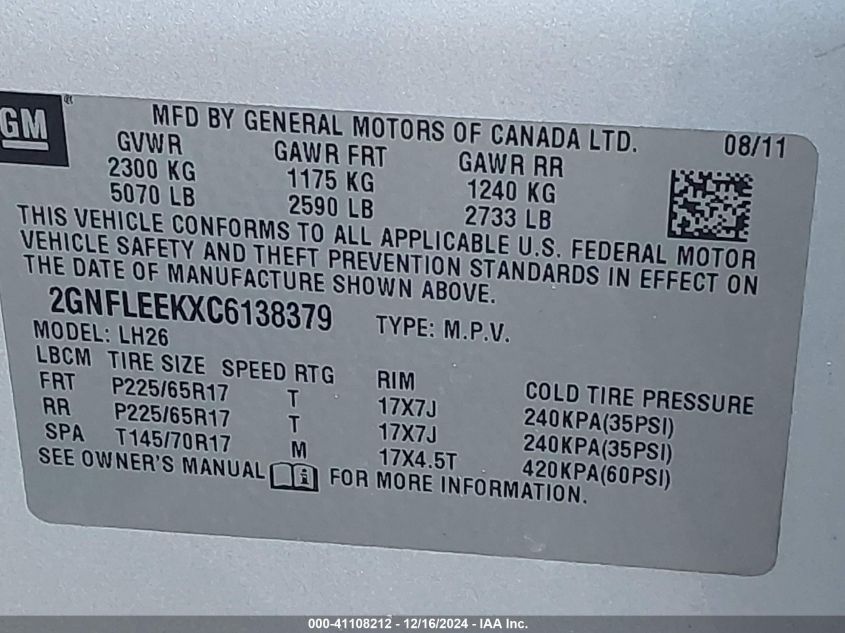 GM
MFD BY GENERAL MOTORS OF CANADA LTD. 08/11
GVWR GAWR FRT GAWR RR
2300 KG 1175 KG 1240 KG
5070 LB 2590 LB 2733 LB
THIS VEHICLE CONFORMS TO ALL APPLICABLE U.S. FEDERAL MOTOR
VEHICLE SAFETY AND THEFT PREVENTION STANDARDS IN EFFECT ON
THE DATE OF MANUFACTURE SHOWN ABOVE.
2GNFLEEKXC6138379 TYPE: M.P.V.
MODEL: LH26
LBCM TIRE SIZE SPEED RTG RIM COLD TIRE PRESSURE
FRT P225/65R17 T 17X7J 240KPA(35PSI)
RR P225/65R17 T 17X7J 240KPA(35PSI)
SPA T145/70R17 M 17X4.5T 420KPA(60PSI)
SEE OWNER'S MANUAL FOR MORE INFORMATION.
000-41108212 - 12/16/2024 - IAA Inc.